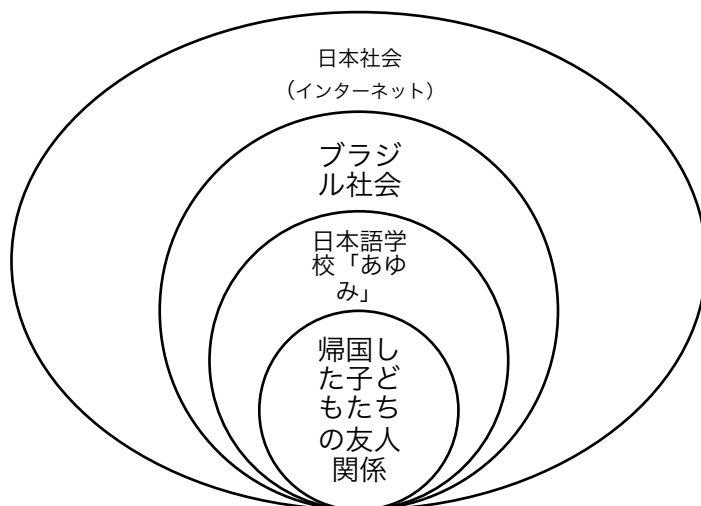 日本社会
（インターネット）
ブラジ
ル社会
日本語学
校「あゆ
み」
帰国し
た子ど
もたち
の友人
関係